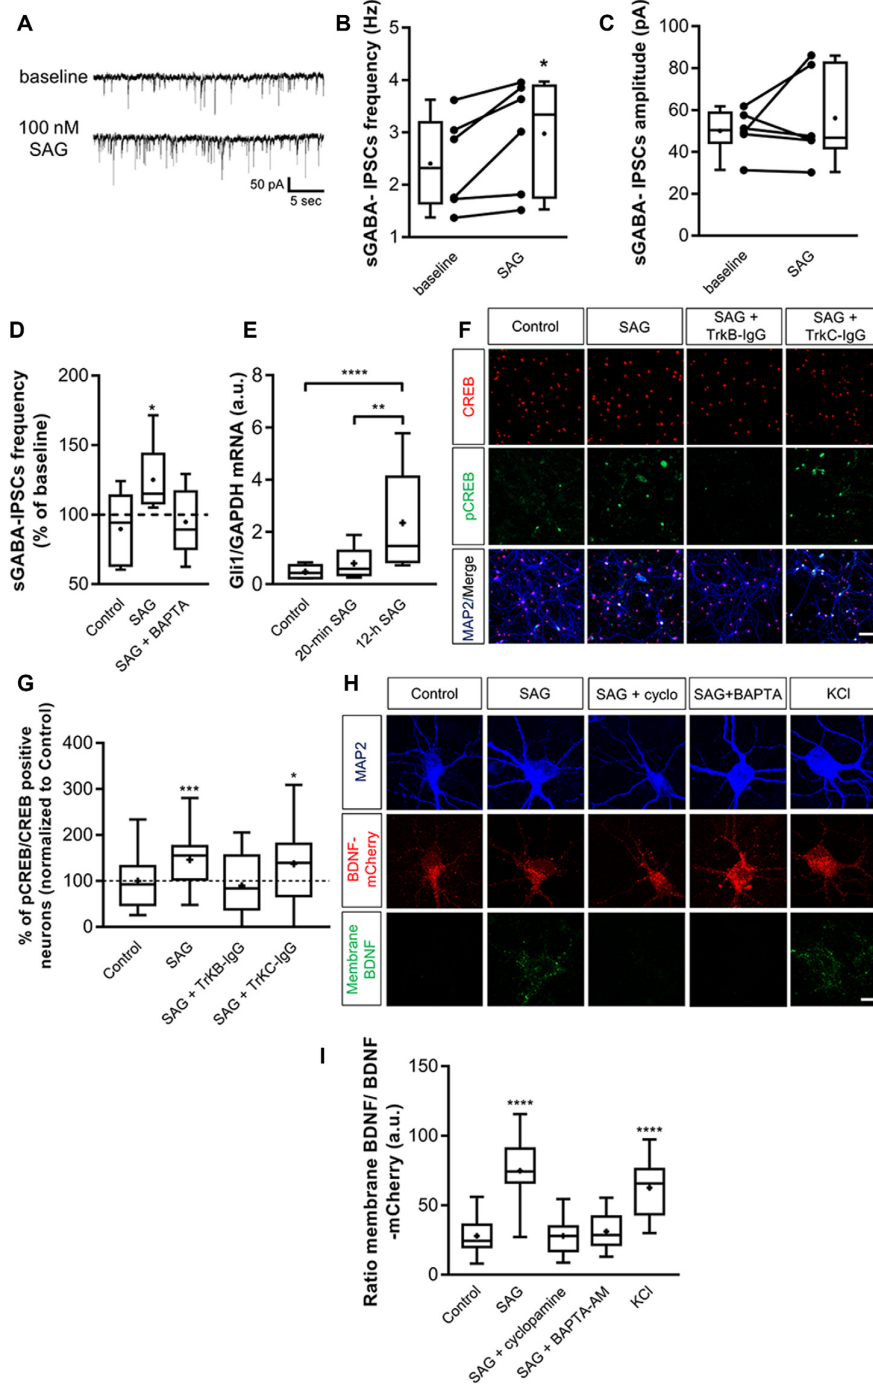 A
baseline
100 nM
SAG
50 pA
5 sec
B
sGABA- IPSCs frequency (Hz)
5
4
3
2
1
*
baseline
SAG
C
sGABA- IPSCs amplitude (pA)
100
80
60
40
20
0
baseline
SAG
D
sGABA-IPSCs frequency
(% of baseline)
200
150
100
50
*
Control
SAG
SAG + BAPTA
E
Gli1/GAPDH mRNA (a.u.)
8
6
4
2
0
****
**
Control
20-min SAG
12-h SAG
F
Control
SAG
SAG +
TrkB-IgG
SAG +
TrkC-IgG
CREB
pCREB
MAP2/Merge
G
% of pCREB/CREB positive
neurons (normalized to Control)
400
300
200
100
0
***
*
Control
SAG
SAG + TrKB-IgG
SAG + TrKC-IgG
H
Control
SAG
SAG + cyclo
SAG+BAPTA
KCl
MAP2
BDNF-
mCherry
Membrane
BDNF
I
Ratio membrane BDNF/ BDNF
-mCherry (a.u.)
150
100
50
0
****
****
Control
SAG
SAG + cyclopamine
SAG + BAPTA-AM
KCl